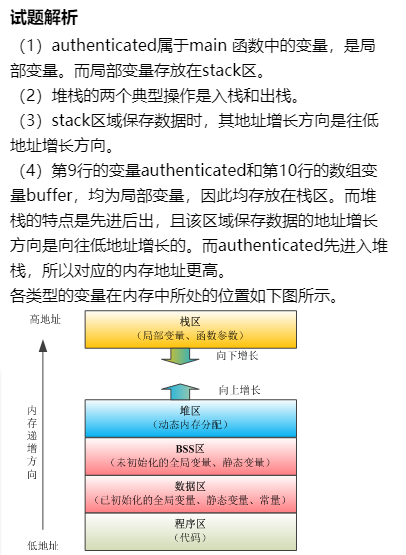 试题解析
（1）authenticated属于main 函数中的变量，是局
部变量。而局部变量存放在stack区。
（2）堆栈的两个典型操作是入栈和出栈。
（3）stack区域保存数据时，其地址增长方向是往低
地址增长方向。
（4）第9行的变量authenticated和第10行的数组变
量buffer，均为局部变量，因此均存放在栈区。而堆
栈的特点是先进后出，且该区域保存数据的地址增长
方向是向往低地址增长的。而authenticated先进入堆
栈，所以对应的内存地址更高。
各类型的变量在内存中所处的位置如下图所示。
高地址
栈区
（局部变量、函数参数）
向下增长
向上增长
内存递增方向
堆区
（动态内存分配）
BSS区
（未初始化的全局变量、静态变量）
数据区
（已初始化的全局变量、静态变量、常量）
程序区
（代码）
低地址